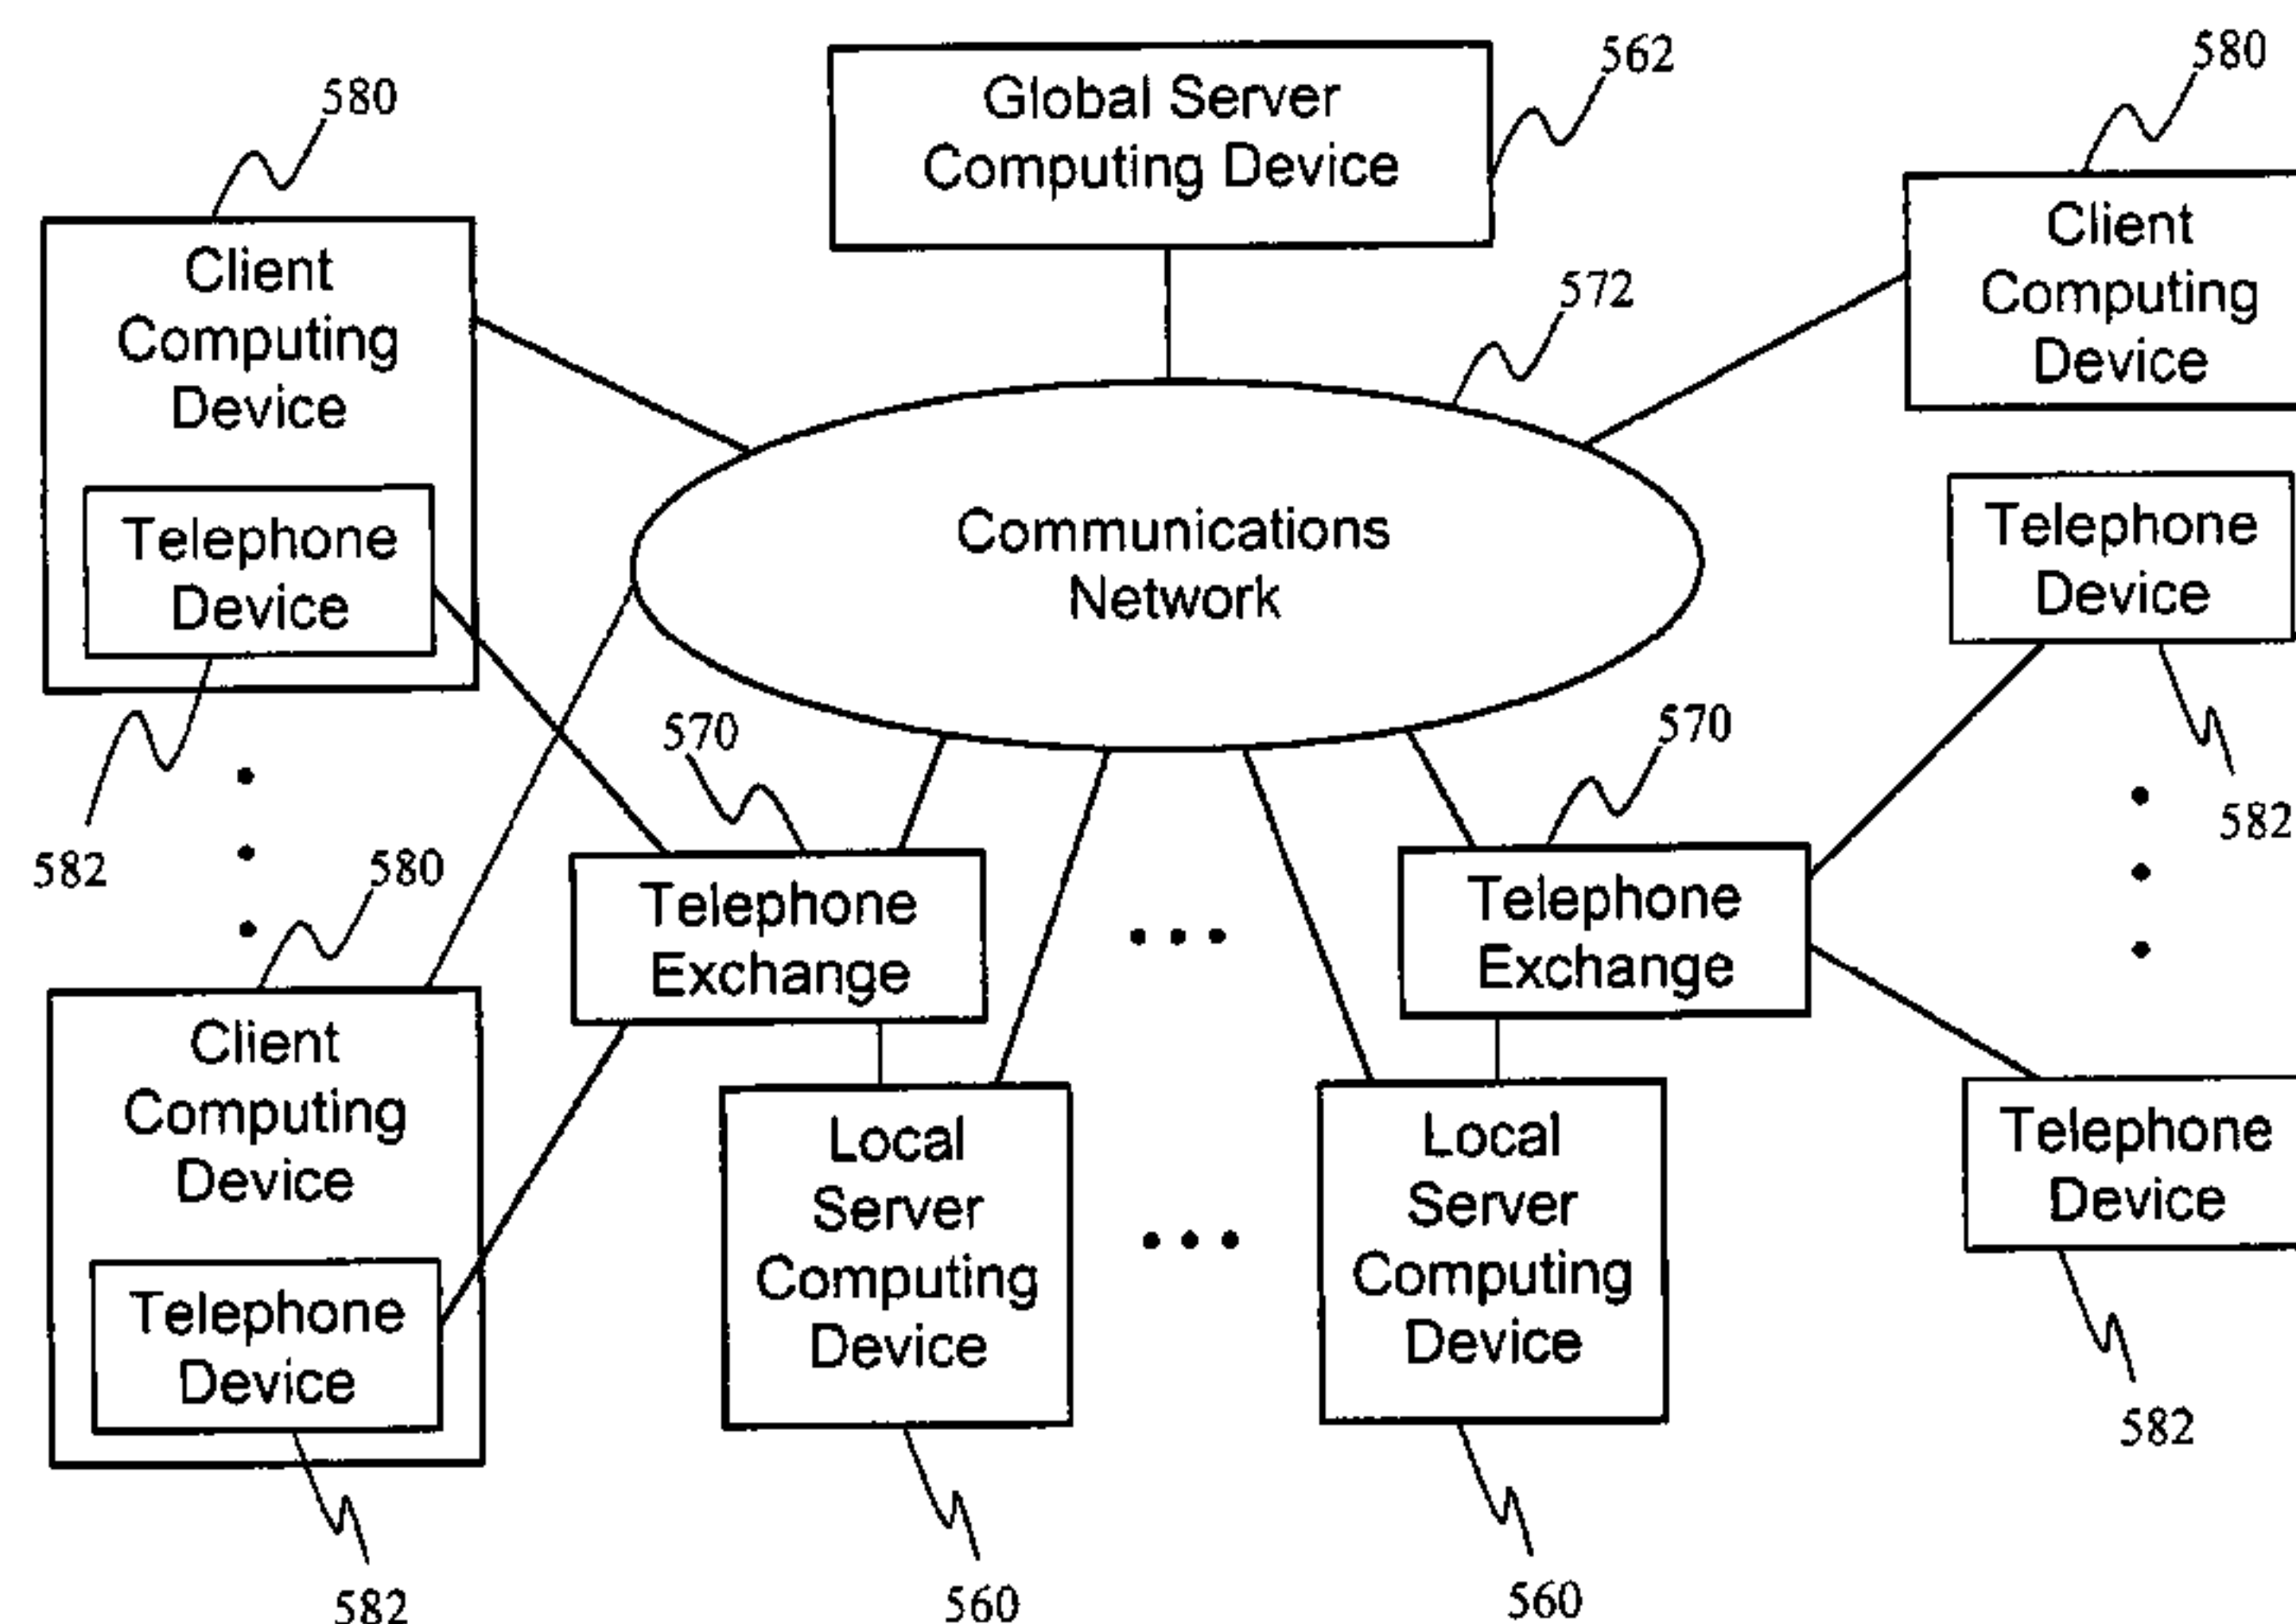 562
Global Server
Computing Device
580
Client
Computing
Device
Telephone
Device
582
580
Client
Computing
Device
572
Communications
Network
Telephone
Device
582
570
Telephone
Exchange
570
Telephone
Exchange
580
Client
Computing
Device
Telephone
Device
582
Local
Server
Computing
Device
560
Local
Server
Computing
Device
560
Telephone
Device
582